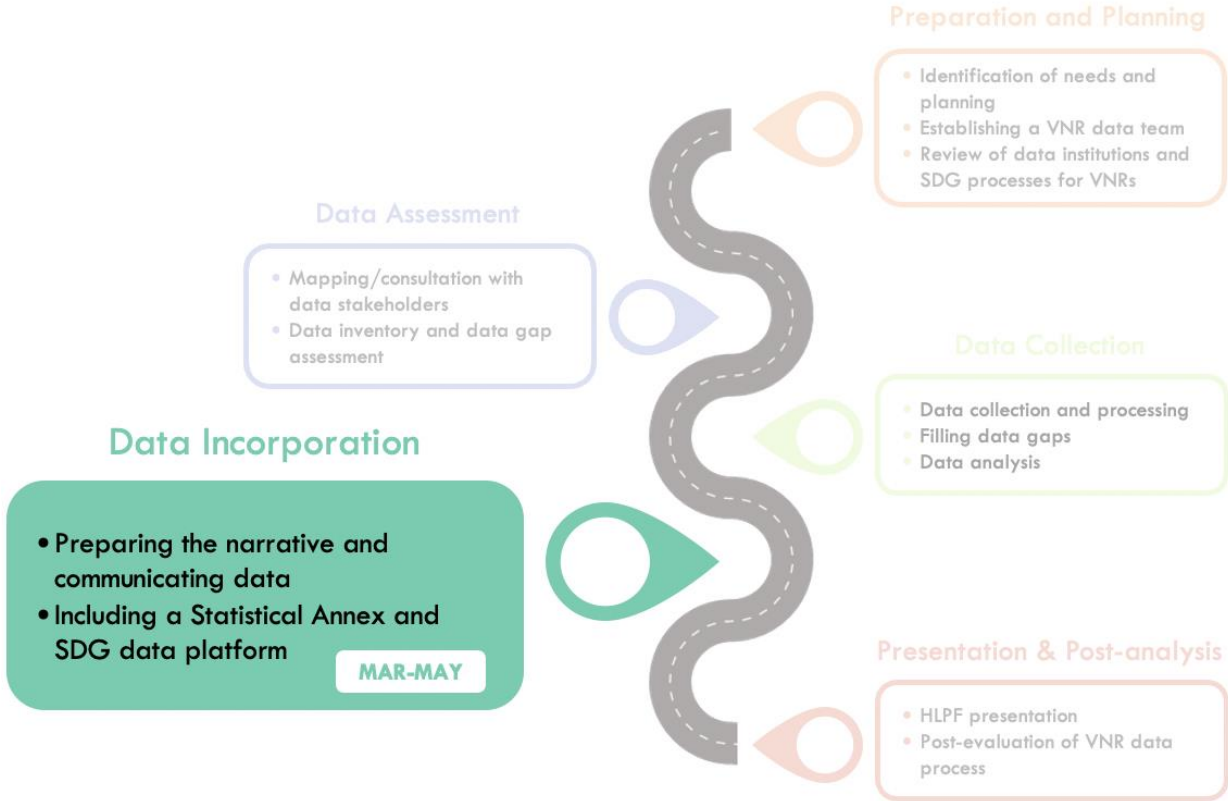 Preparation and Planning
• Identification of needs and
planning
• Establishing a VNR data team
• Review of data institutions and
SDG processes for VNRs
Data Assessment
• Mapping/consultation with
data stakeholders
• Data inventory and data gap
assessment
Data Collection
• Data collection and processing
• Filling data gaps
• Data analysis
Data Incorporation
• Preparing the narrative and
communicating data
• Including a Statistical Annex and
SDG data platform
MAR-MAY
Presentation & Post-analysis
• HLPF presentation
• Post-evaluation of VNR data
process